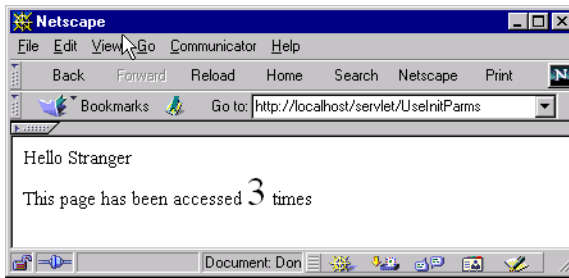 Netscape
File Edit View Go Communicator Help
Back Forward Reload Home Search Netscape Print N
Bookmarks Go to: http://localhost/servlet/UseInitParms
Hello Stranger
This page has been accessed 3 times
Document: Don